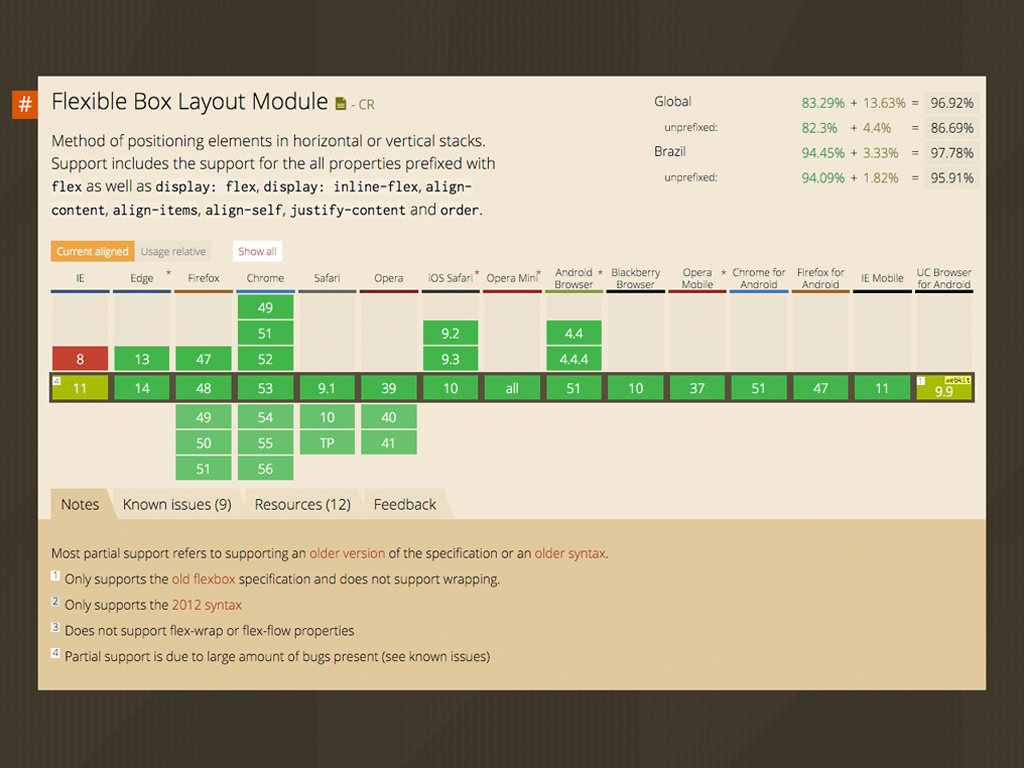 #
Flexible Box Layout Module - CR
Method of positioning elements in horizontal or vertical stacks.
Support includes the support for the all properties prefixed with
flex as well as display: flex, display: inline-flex, align-
content, align-items, align-self, justify-content and order.
Global 83.29% + 13.63% = 96.92%
unprefixed: 82.3% + 4.4% = 86.69%
Brazil 94.45% + 3.33% = 97.78%
unprefixed: 94.09% + 1.82% = 95.91%
Current aligned Usage relative Show all
IE Edge * Firefox Chrome Safari Opera iOS Safari * Opera Mini * Android Browser * Blackberry Browser Opera Mobile * Chrome for Android Firefox for Android IE Mobile UC Browser for Android
49
51 9.2 4.4
8 13 47 52 9.3 4.4.4
4 11 14 48 53 9.1 39 10 all 51 10 37 51 47 11 1 webkit 9.9
49 54 10 40
50 55 TP 41
51 56
Notes Known issues (9) Resources (12) Feedback
Most partial support refers to supporting an older version of the specification or an older syntax.
1 Only supports the old flexbox specification and does not support wrapping.
2 Only supports the 2012 syntax
3 Does not support flex-wrap or flex-flow properties
4 Partial support is due to large amount of bugs present (see known issues)